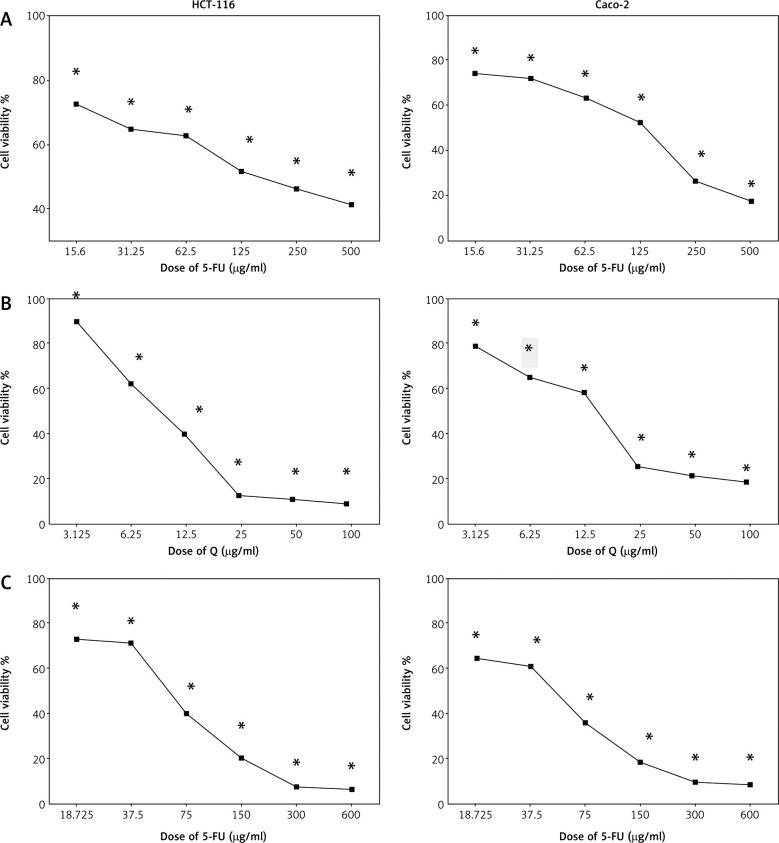 HCT-116 Caco-2
A
Cell viability %
100
80
60
40
* * * * * *
15.6 31.25 62.5 125 250 500
Dose of 5-FU (μg/ml)
Cell viability %
100
80
60
40
20
0
* * * * * *
15.6 31.25 62.5 125 250 500
Dose of 5-FU (μg/ml)
B
Cell viability %
100
80
60
40
20
0
* * * * * *
3.125 6.25 12.5 25 50 100
Dose of Q (μg/ml)
Cell viability %
100
80
60
40
20
0
* * * * * *
3.125 6.25 12.5 25 50 100
Dose of Q (μg/ml)
C
Cell viability %
100
80
60
40
20
0
* * * * * *
18.725 37.5 75 150 300 600
Dose of 5-FU (μg/ml)
Cell viability %
100
80
60
40
20
0
* * * * * *
18.725 37.5 75 150 300 600
Dose of 5-FU (μg/ml)